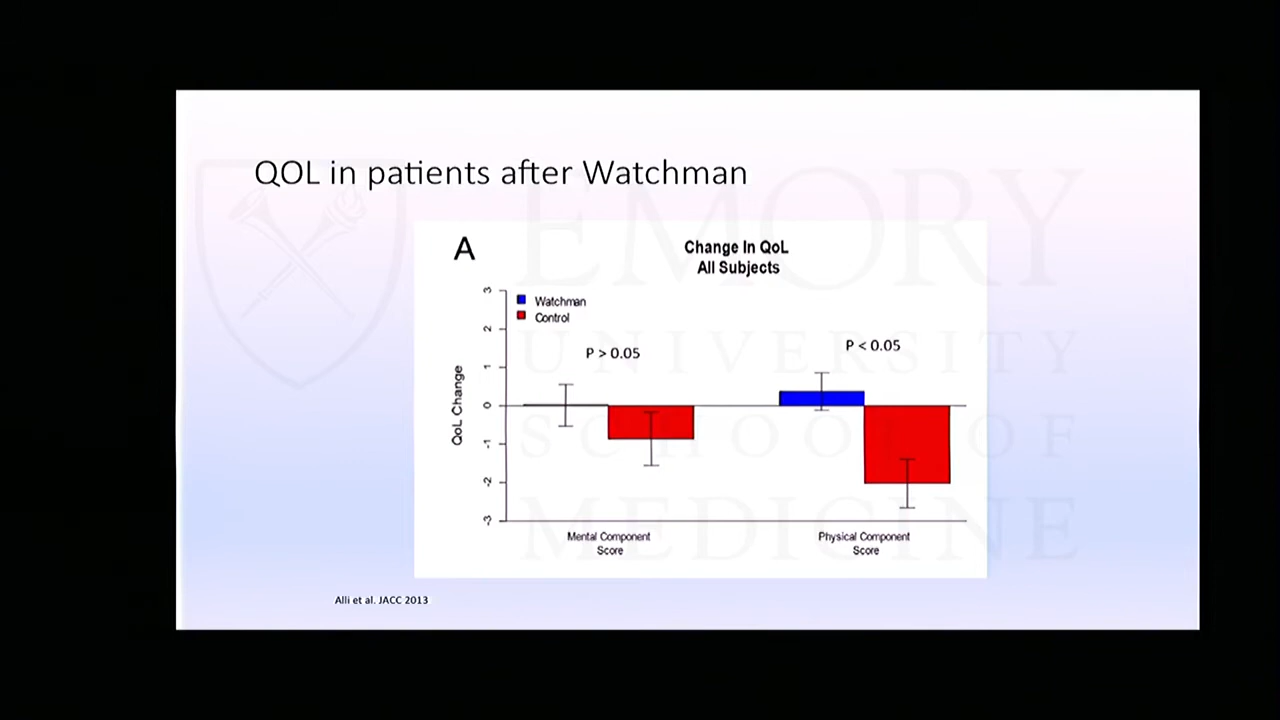 QOL in patients after Watchman
A
Change In QoL
All Subjects
Watchman
Control
P > 0.05
P < 0.05
QoL Change
3
2
1
0
-1
-2
-3
Mental Component
Score
Physical Component
Score
Alli et al. JACC 2013
EMORY
UNIVERSITY
SCHOOL OF
MEDICINE